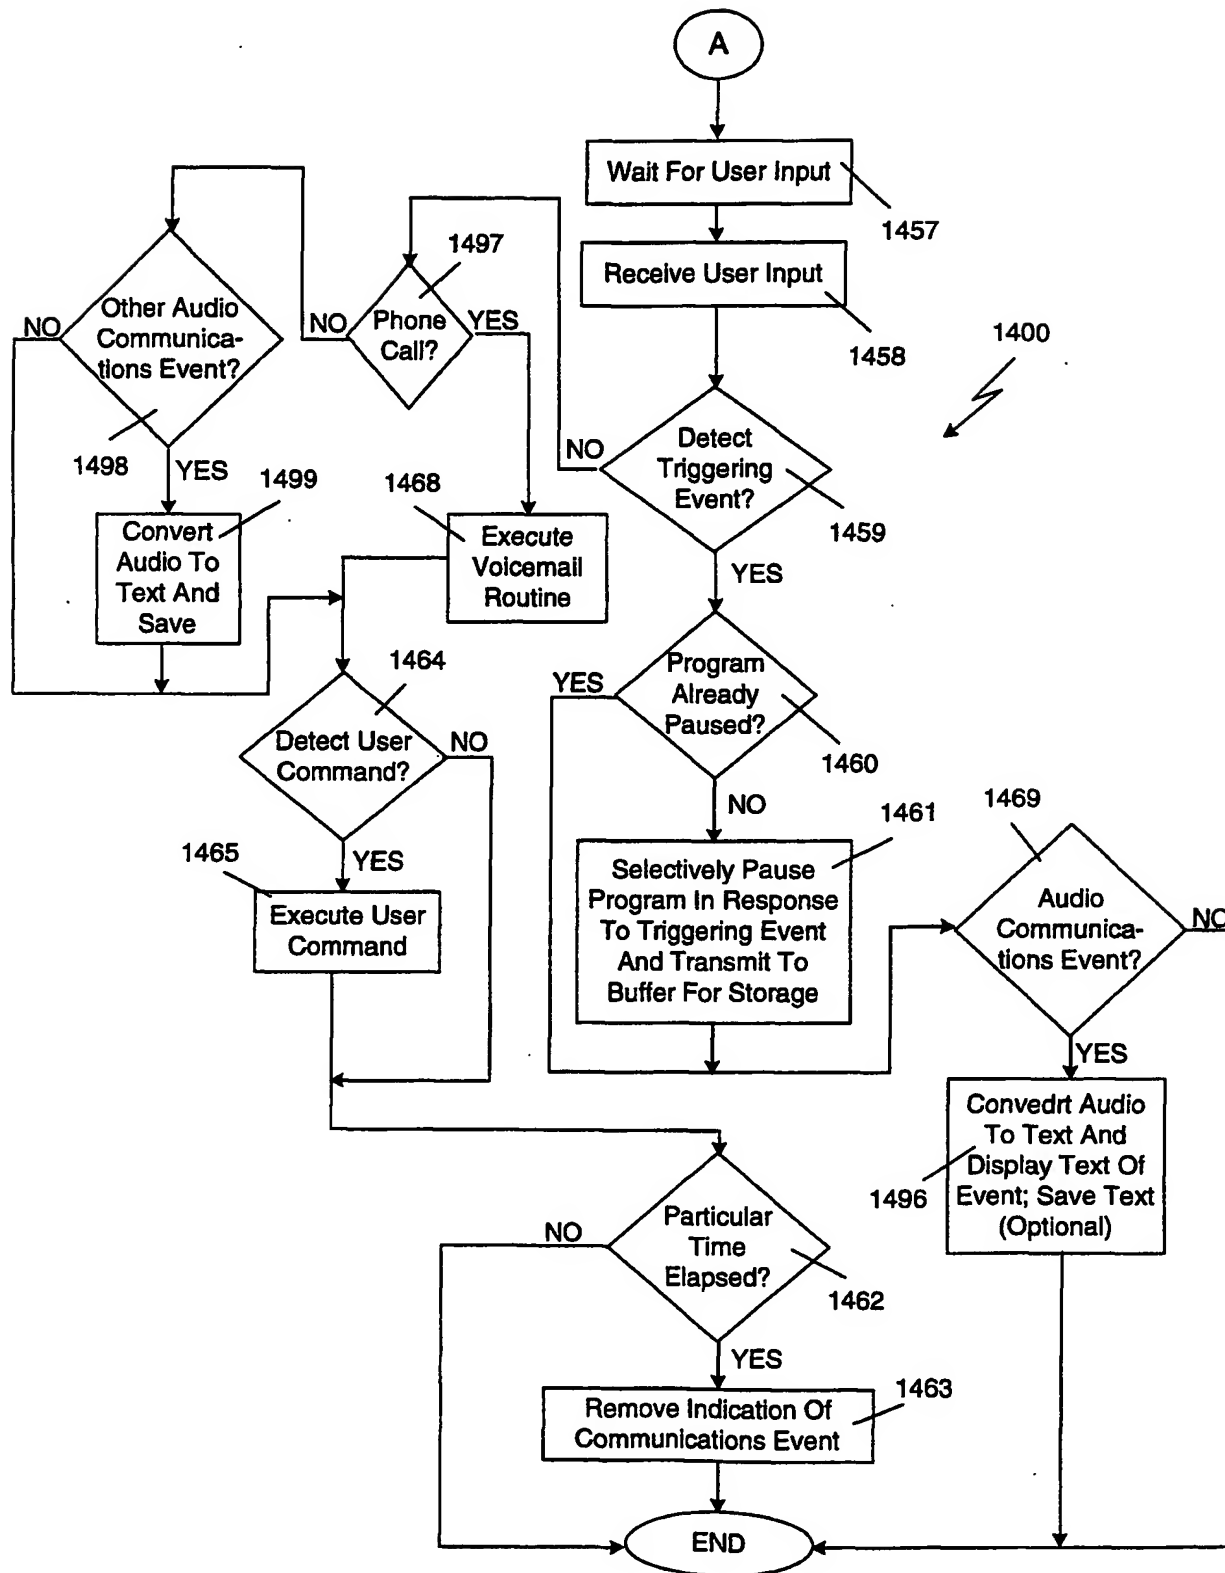 A
Wait For User Input
1457
Receive User Input
1458
1400
Detect
Triggering
Event?
1459
NO
YES
1497
Phone
Call?
NO
YES
Other Audio
Communica-
tions Event?
NO
1498
YES
1499
Convert
Audio To
Text And
Save
1468
Execute
Voicemail
Routine
1464
Detect User
Command?
NO
YES
1465
Execute User
Command
Program
Already
Paused?
YES
1460
NO
1461
Selectively Pause
Program In Response
To Triggering Event
And Transmit To
Buffer For Storage
1469
Audio
Communica-
tions Event?
NO
YES
Convedrt Audio
To Text And
Display Text Of
Event; Save Text
(Optional)
1496
Particular
Time
Elapsed?
NO
1462
YES
1463
Remove Indication Of
Communications Event
END